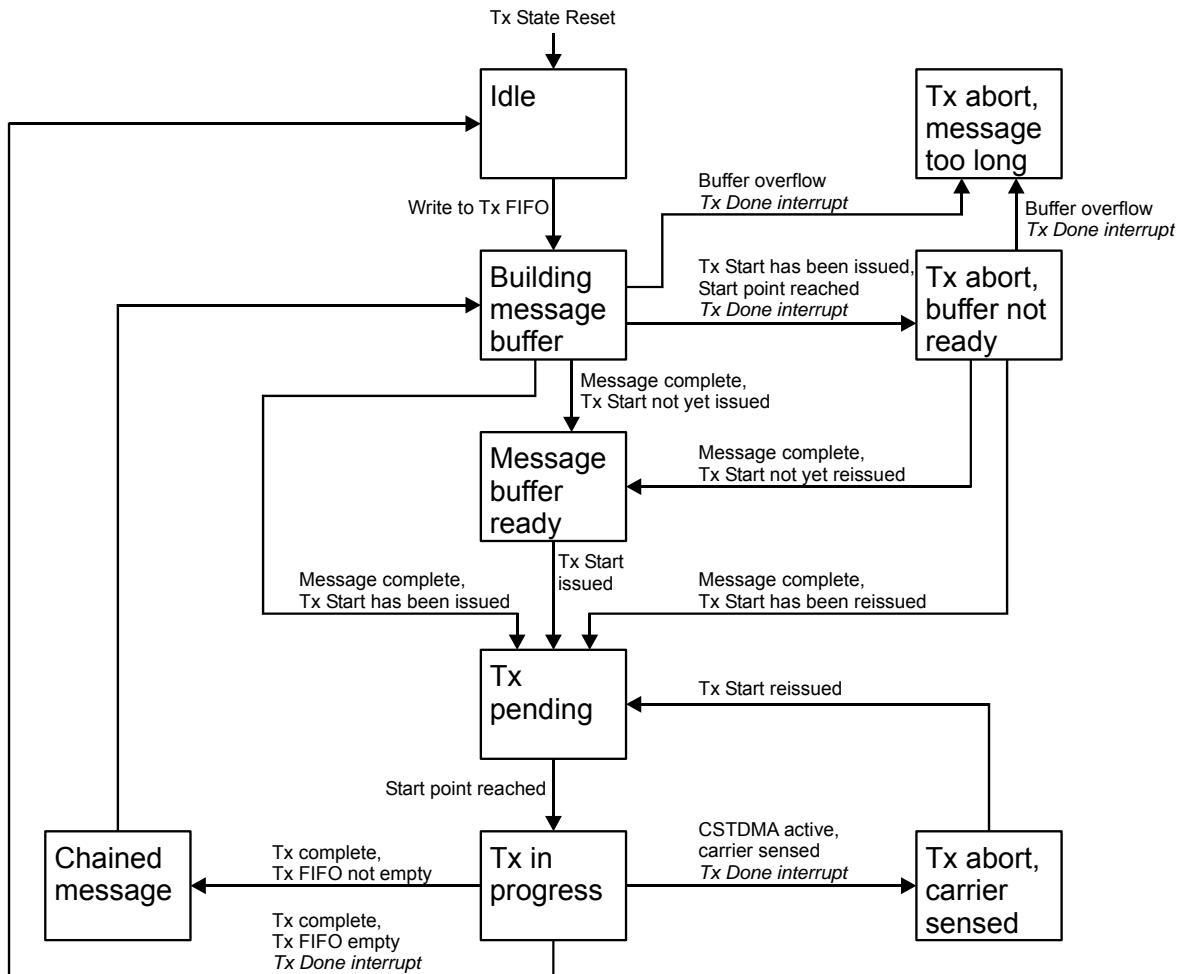 Tx State Reset
Idle
Tx abort,
message
too long
Write to Tx FIFO
Buffer overflow
Tx Done interrupt
Buffer overflow
Tx Done interrupt
Building
message
buffer
Tx Start has been issued,
Start point reached
Tx Done interrupt
Tx abort,
buffer not
ready
Message complete,
Tx Start not yet issued
Message
buffer
ready
Message complete,
Tx Start not yet reissued
Tx Start
issued
Message complete,
Tx Start has been issued
Message complete,
Tx Start has been reissued
Tx
pending
Tx Start reissued
Start point reached
Chained
message
Tx complete,
Tx FIFO not empty
Tx in
progress
CSTDMA active,
carrier sensed
Tx Done interrupt
Tx abort,
carrier
sensed
Tx complete,
Tx FIFO empty
Tx Done interrupt